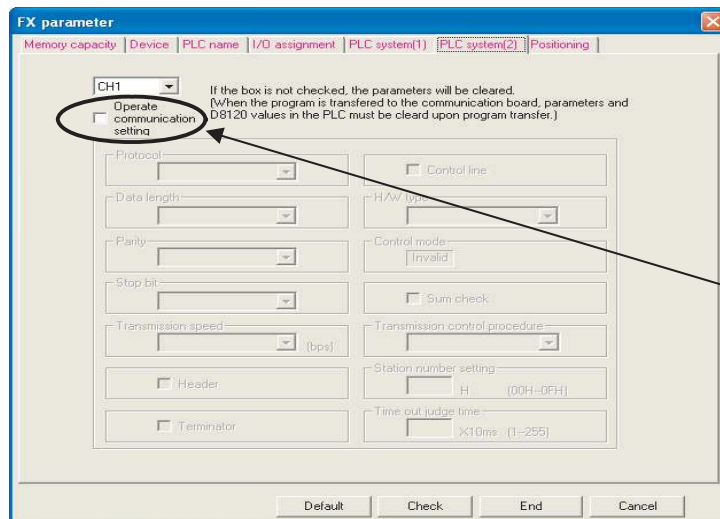 FX parameter
Memory capacity | Device | PLC name | I/O assignment | PLC system(1) | PLC system(2) | Positioning
CH1
If the box is not checked, the parameters will be cleared.
(When the program is transfered to the communication board, parameters and
D8120 values in the PLC must be cleard upon program transfer.)
Operate
communication
setting
Protocol
Control line
Data length
H/W type
Parity
Control mode
Invalid
Stop bit
Sum check
Transmission speed
(bps)
Transmission control procedure
Header
Station number setting
H (00H--0FH)
Terminator
Time out judge time
X10ms (1--255)
Default Check End Cancel